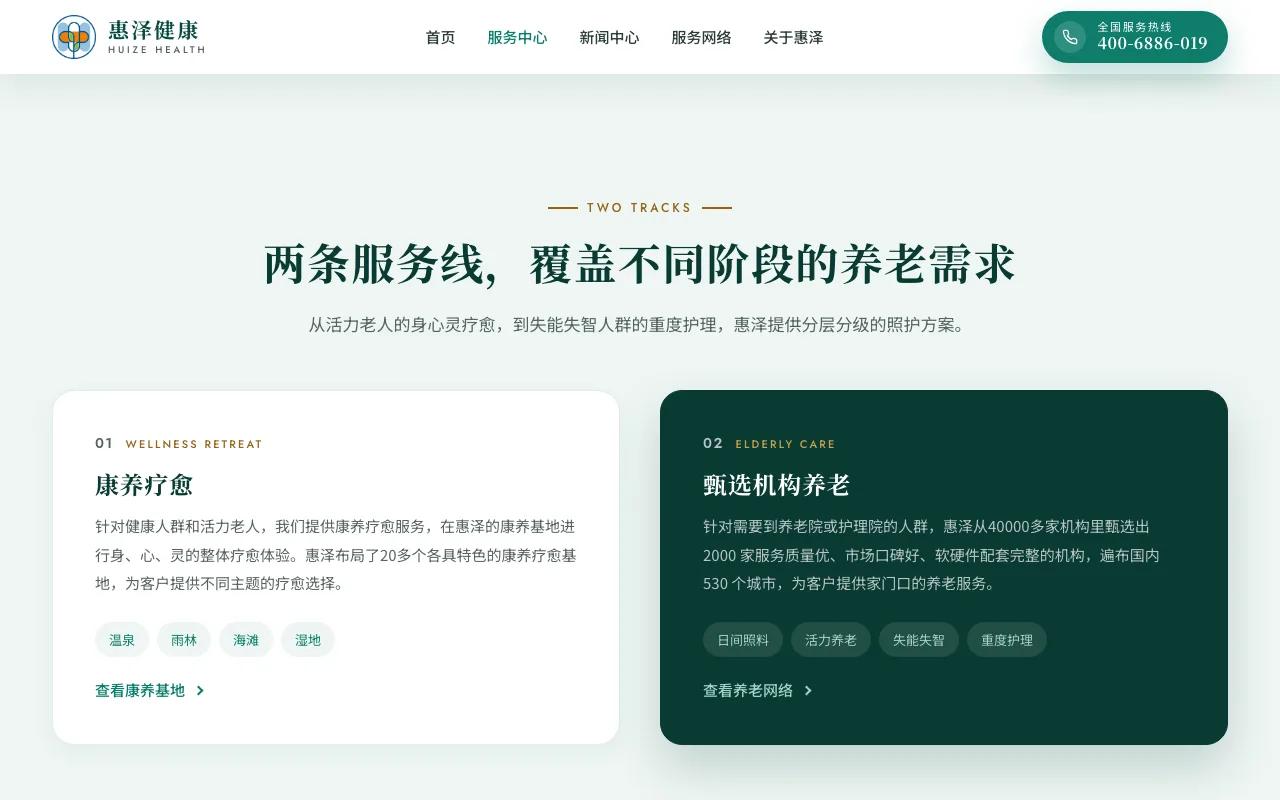 惠泽健康
HUIZE HEALTH
首页
服务中心
新闻中心
服务网络
关于惠泽
全国服务热线
400-6886-019
TWO TRACKS
两条服务线，覆盖不同阶段的养老需求
从活力老人的身心灵疗愈，到失能失智人群的重度护理，惠泽提供分层分级的照护方案。
01 WELLNESS RETREAT
康养疗愈
针对健康人群和活力老人，我们提供康养疗愈服务，在惠泽的康养基地进
行身、心、灵的整体疗愈体验。惠泽布局了20多个各具特色的康养疗愈基
地，为客户提供不同主题的疗愈选择。
温泉
雨林
海滩
湿地
查看康养基地
02 ELDERLY CARE
甄选机构养老
针对需要到养老院或护理院的人群，惠泽从40000多家机构里甄选出
2000 家服务质量优、市场口碑好、软硬件配套完整的机构，遍布国内
530 个城市，为客户提供家门口的养老服务。
日间照料
活力养老
失能失智
重度护理
查看养老网络